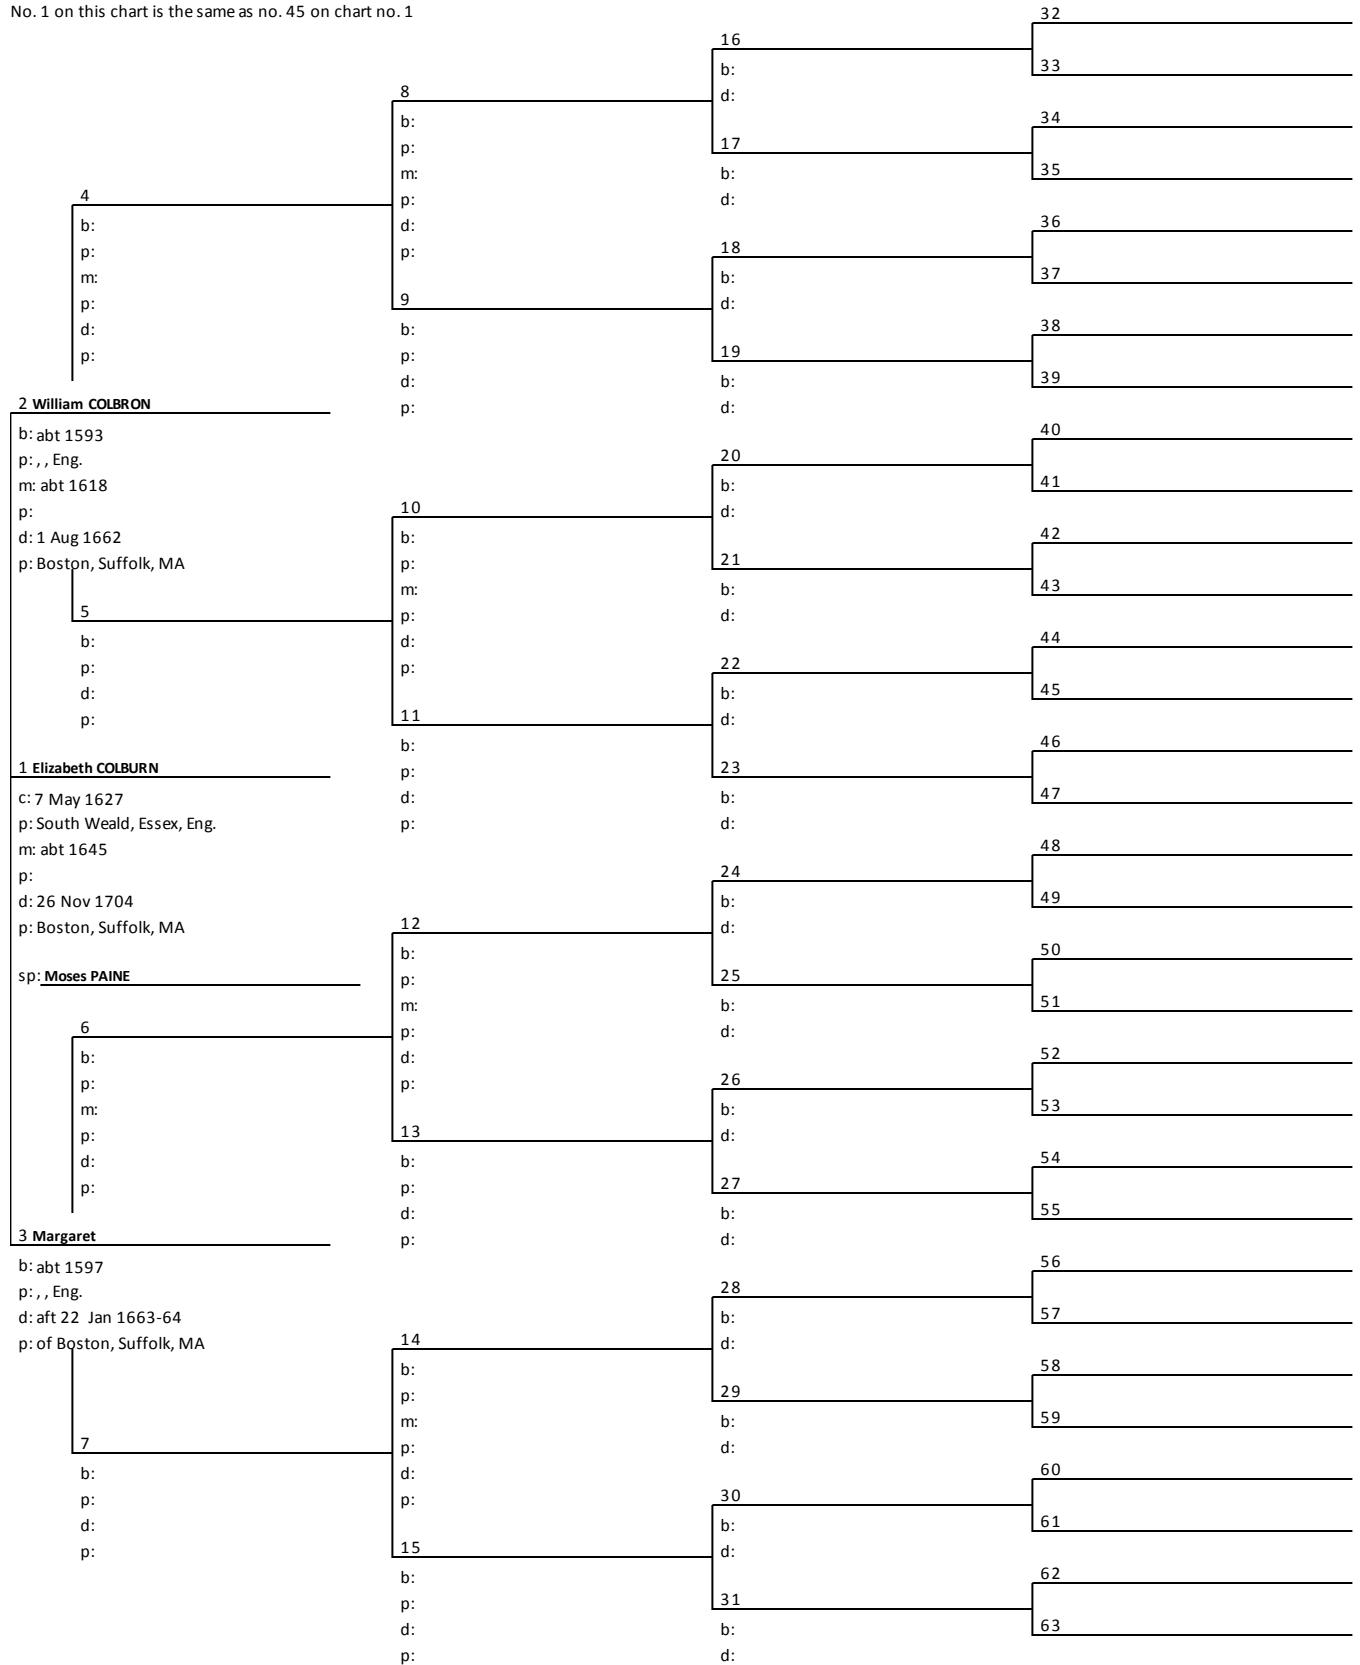 No. 1 on this chart is the same as no. 45 on chart no. 1
4
b:
p:
m:
p:
d:
p:
2 William COLBRON
b: abt 1593
p: , , Eng.
m: abt 1618
p:
d: 1 Aug 1662
p: Boston, Suffolk, MA
5
b:
p:
d:
p:
1 Elizabeth COLBURN
c: 7 May 1627
p: South Weald, Essex, Eng.
m: abt 1645
p:
d: 26 Nov 1704
p: Boston, Suffolk, MA
sp: Moses PAINE
6
b:
p:
m:
p:
d:
p:
3 Margaret
b: abt 1597
p: , , Eng.
d: aft 22 Jan 1663-64
p: of Boston, Suffolk, MA
7
b:
p:
d:
p:
8
b:
p:
m:
p:
d:
p:
9
b:
p:
d:
p:
10
b:
p:
m:
p:
d:
p:
11
b:
p:
d:
p:
12
b:
p:
m:
p:
d:
p:
13
b:
p:
d:
p:
14
b:
p:
m:
p:
d:
p:
15
b:
p:
d:
p:
16
b:
d:
17
b:
d:
18
b:
d:
19
b:
d:
20
b:
d:
21
b:
d:
22
b:
d:
23
b:
d:
24
b:
d:
25
b:
d:
26
b:
d:
27
b:
d:
28
b:
d:
29
b:
d:
30
b:
d:
31
b:
d:
32
33
34
35
36
37
38
39
40
41
42
43
44
45
46
47
48
49
50
51
52
53
54
55
56
57
58
59
60
61
62
63